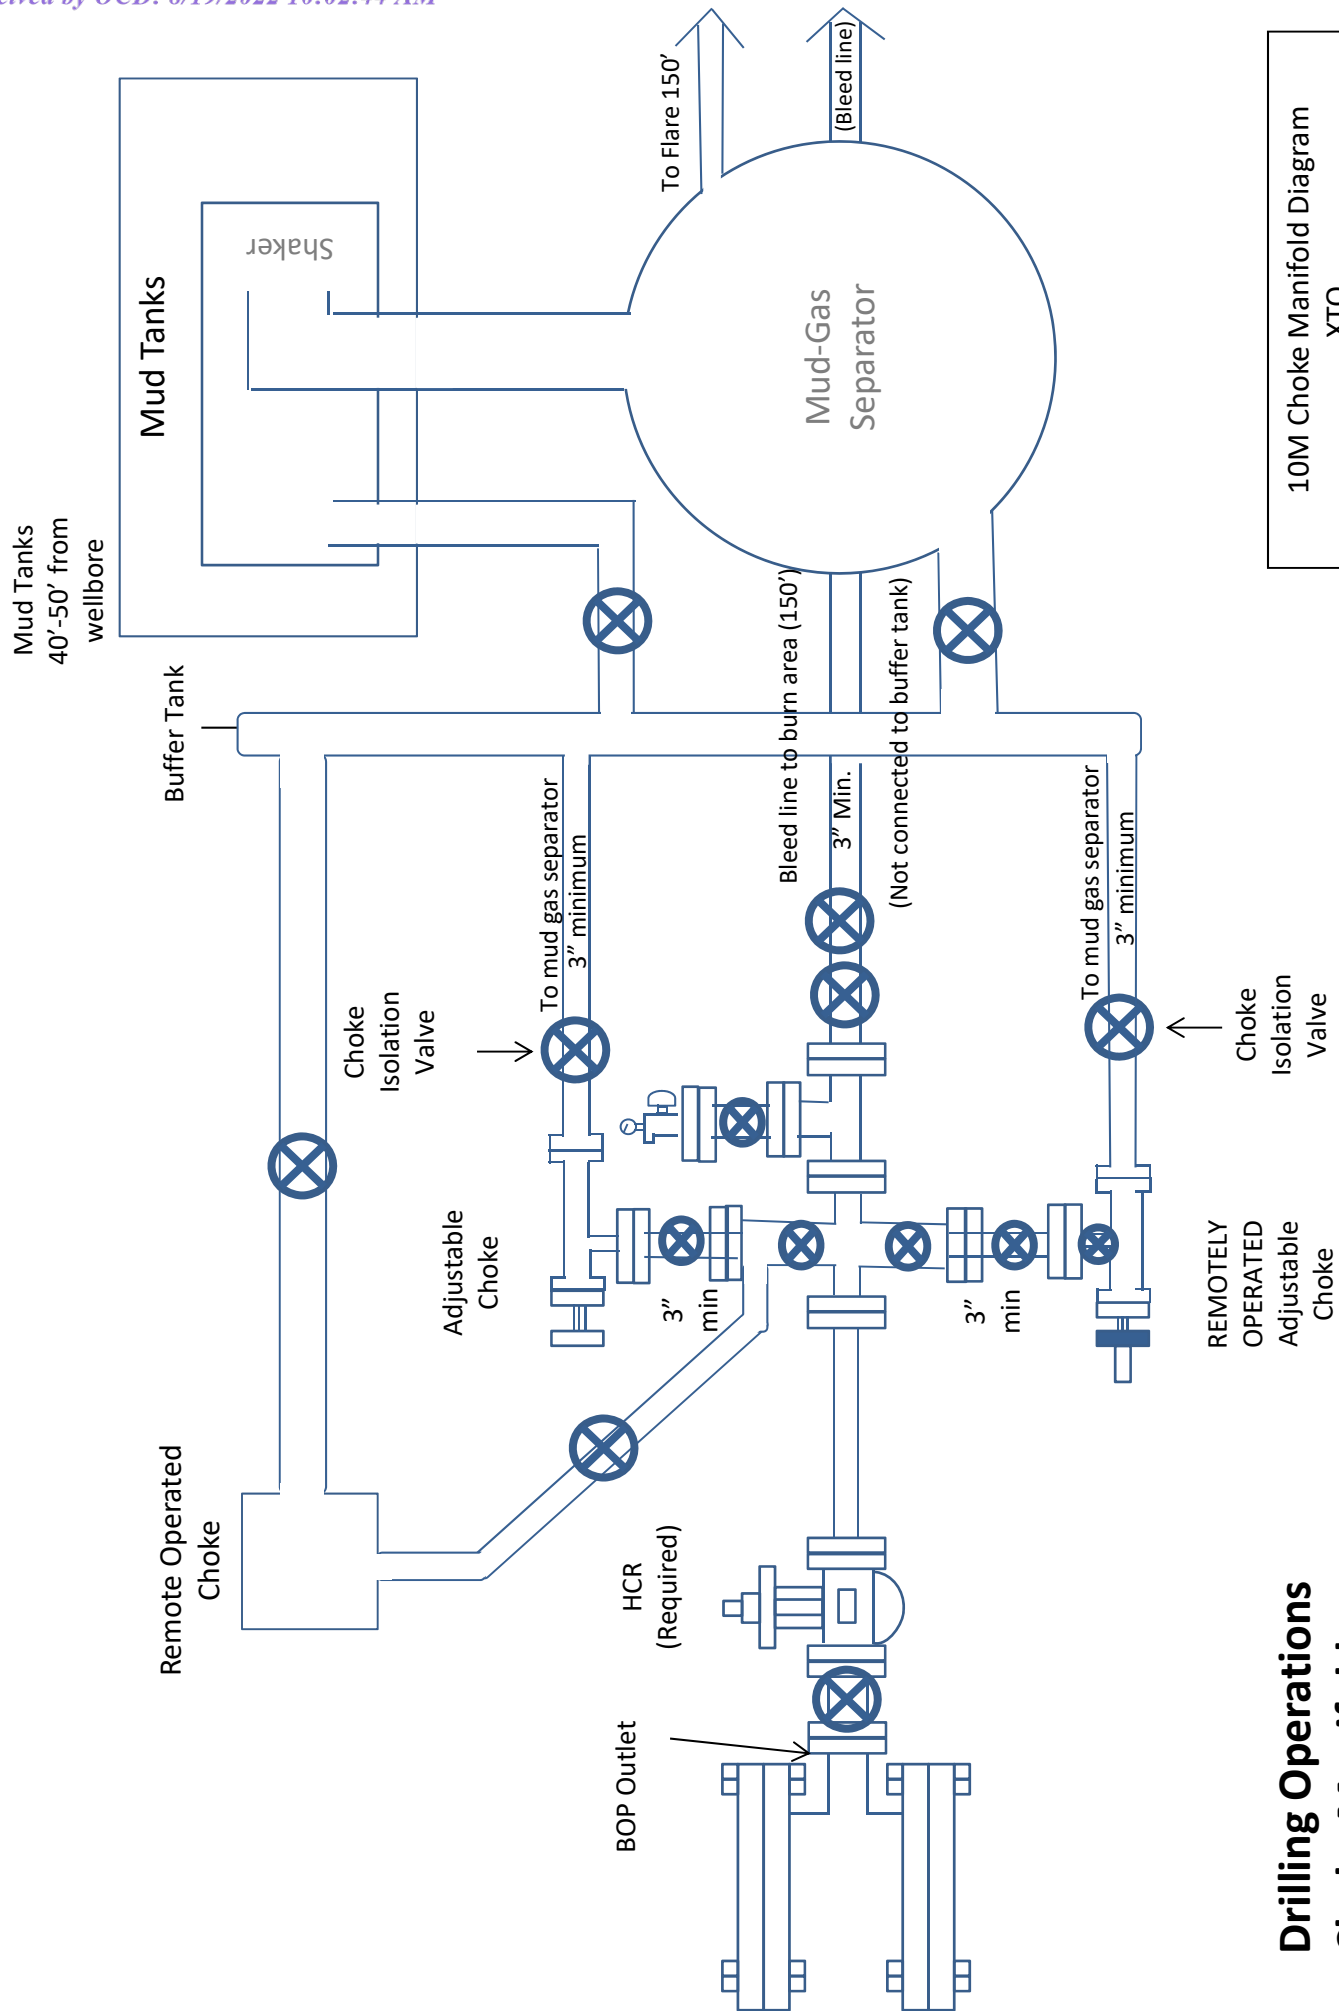 Mud Tanks
40’-50’ from
wellbore
Mud Tanks
Shaker
To Flare 150’
(Bleed line)
Mud-Gas
Separator
Buffer Tank
Bleed line to burn area (150’)
3” Min.
(Not connected to buffer tank)
To mud gas separator
3” minimum
To mud gas separator
3” minimum
Choke
Isolation
Valve
Choke
Isolation
Valve
Adjustable
Choke
3”
min
3”
min
REMOTELY
OPERATED
Adjustable
Choke
Remote Operated
Choke
HCR
(Required)
BOP Outlet
10M Choke Manifold Diagram
XTO
Drilling Operations